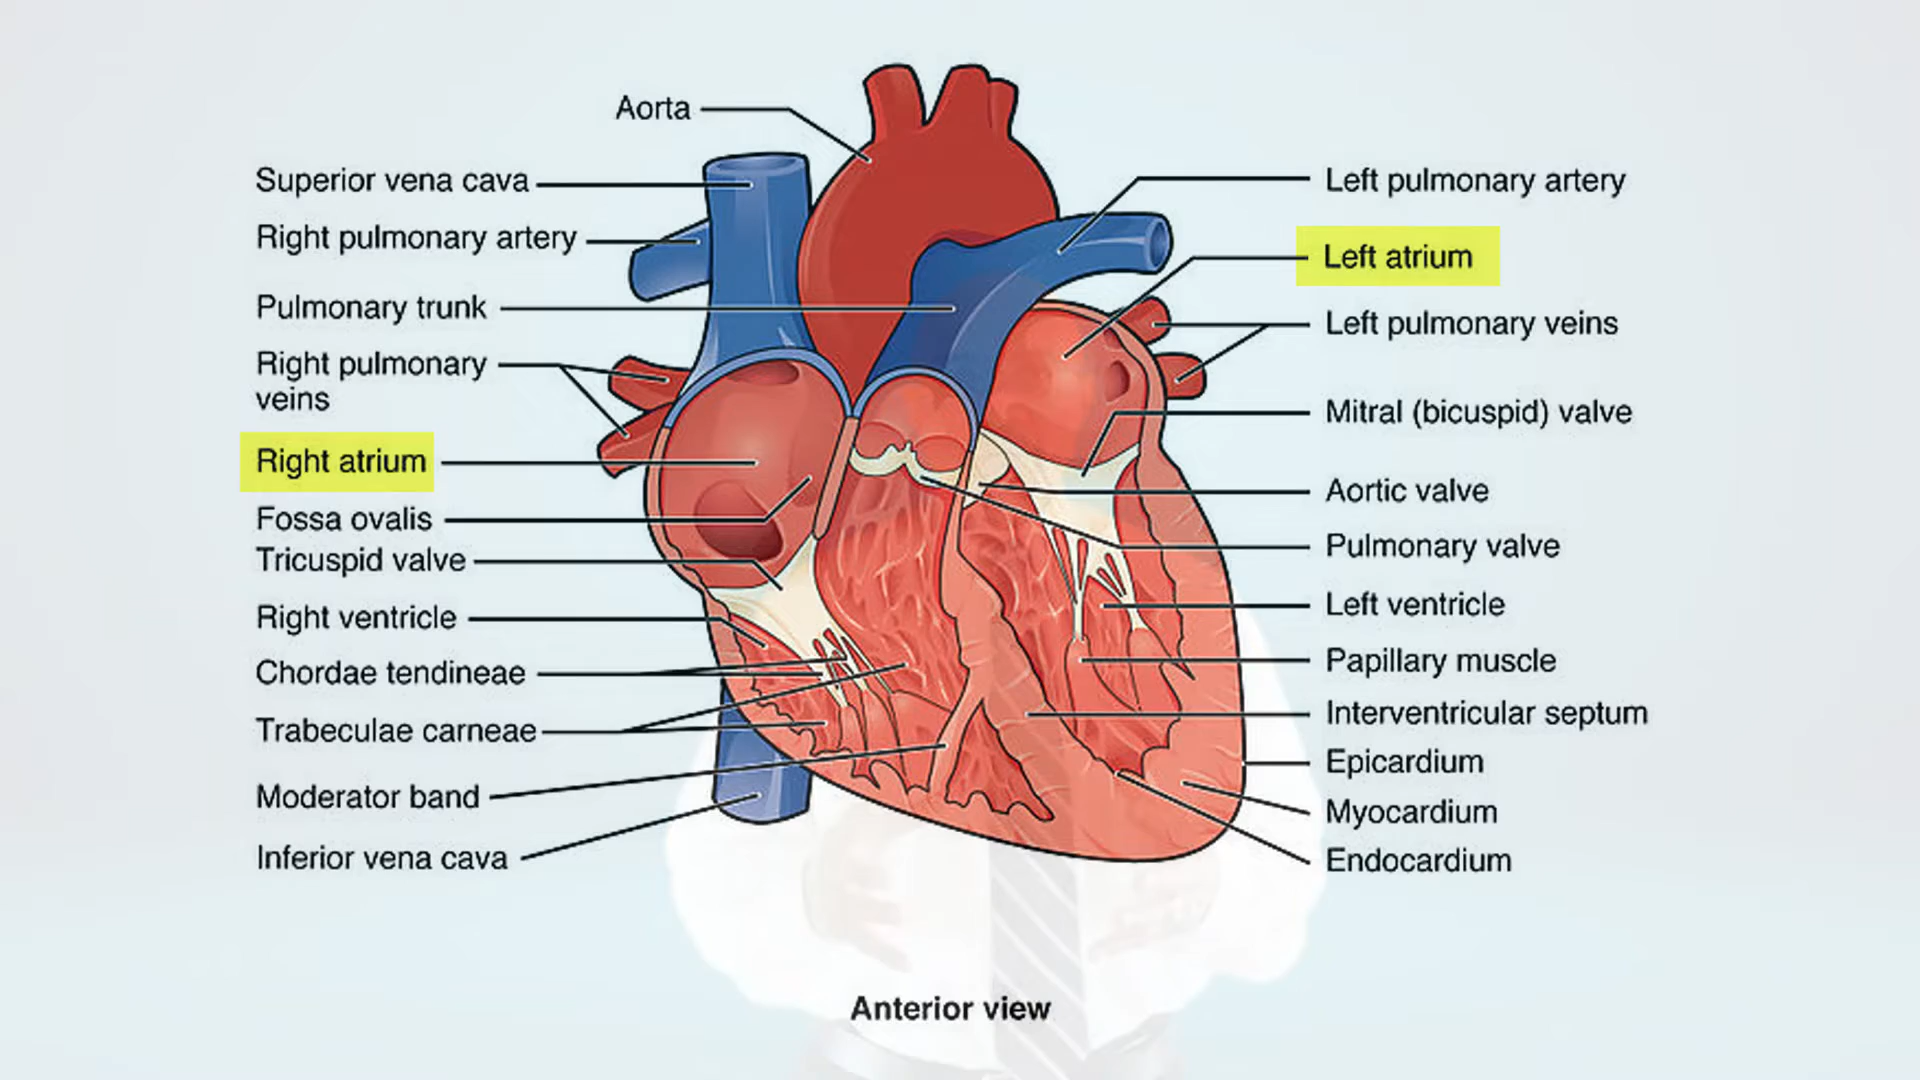 Aorta
Superior vena cava
Right pulmonary artery
Pulmonary trunk
Right pulmonary
veins
Right atrium
Fossa ovalis
Tricuspid valve
Right ventricle
Chordae tendineae
Trabeculae carneae
Moderator band
Inferior vena cava
Left pulmonary artery
Left atrium
Left pulmonary veins
Mitral (bicuspid) valve
Aortic valve
Pulmonary valve
Left ventricle
Papillary muscle
Interventricular septum
Epicardium
Myocardium
Endocardium
Anterior view